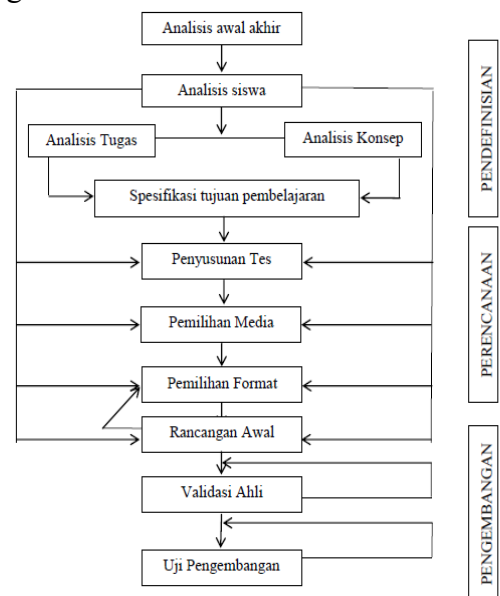 g
Analisis awal akhir
Analisis siswa
Analisis Tugas
Analisis Konsep
Spesifikasi tujuan pembelajaran
PENDEFINISIAN
Penyusunan Tes
Pemilihan Media
Pemilihan Format
PERENCANAAN
Rancangan Awal
Validasi Ahli
Uji Pengembangan
PENGEMBANGAN